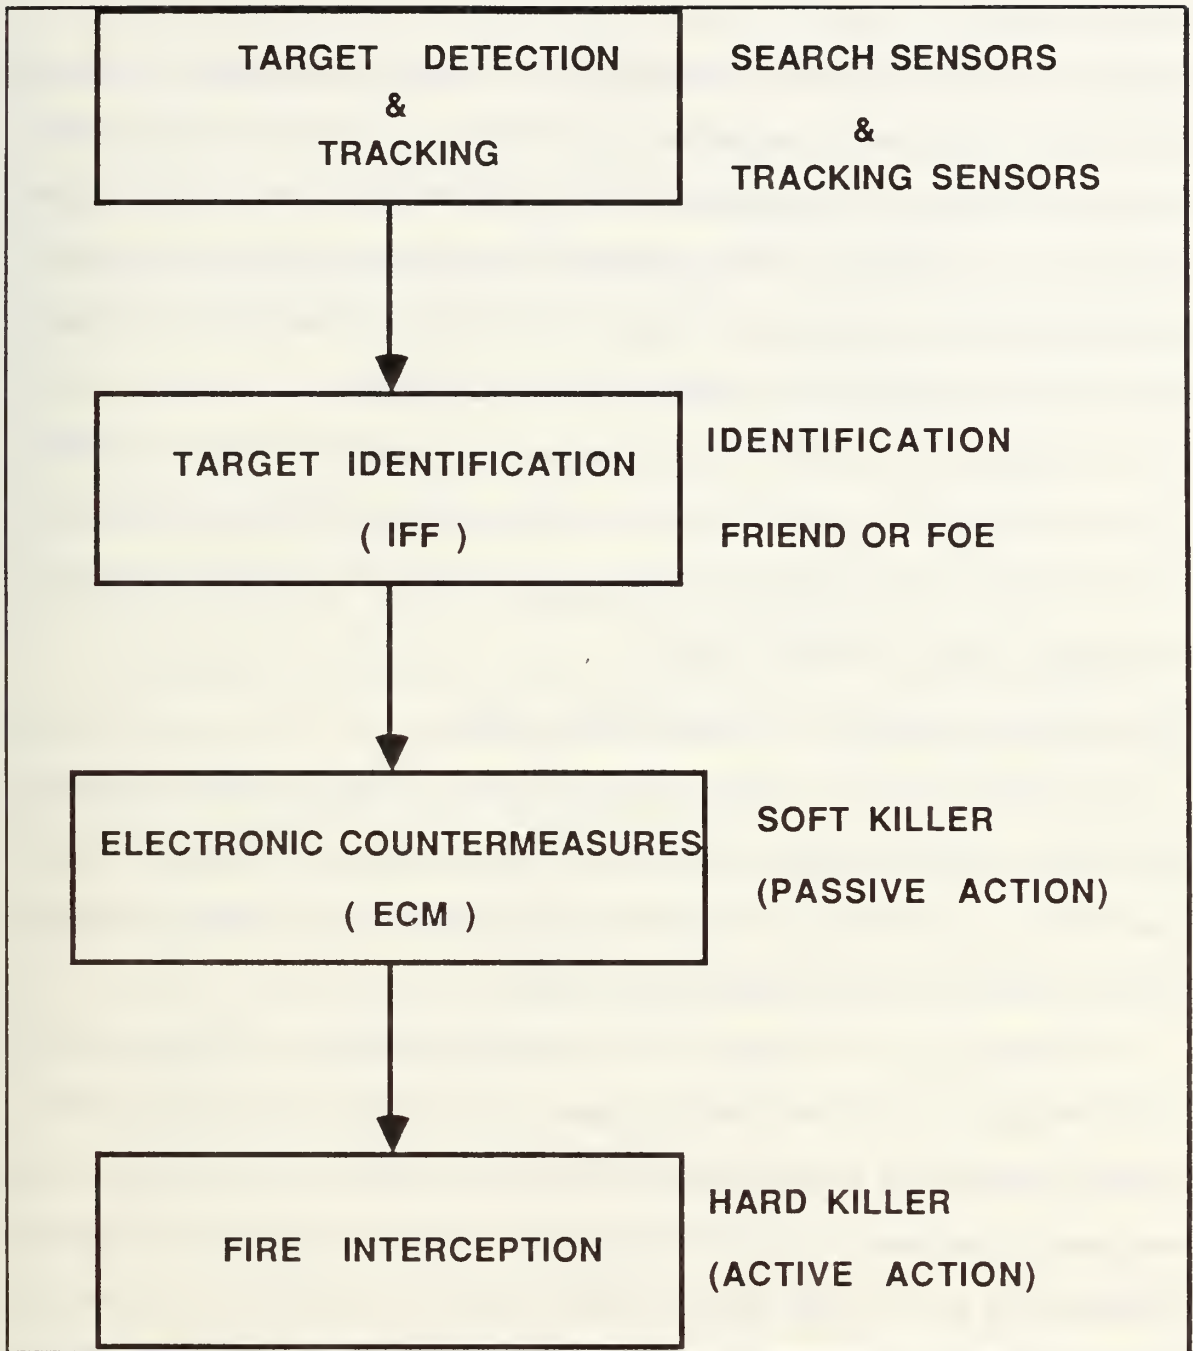 TARGET DETECTION
&
TRACKING
SEARCH SENSORS
&
TRACKING SENSORS
TARGET IDENTIFICATION
( IFF )
IDENTIFICATION
FRIEND OR FOE
ELECTRONIC COUNTERMEASURES
( ECM )
SOFT KILLER
(PASSIVE ACTION)
FIRE INTERCEPTION
HARD KILLER
(ACTIVE ACTION)